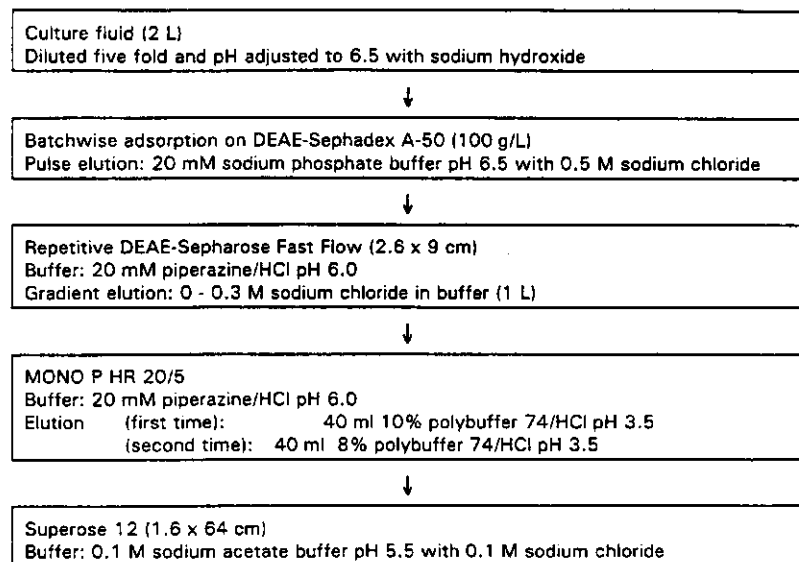 Culture fluid (2 L)
Diluted five fold and pH adjusted to 6.5 with sodium hydroxide
↓
Batchwise adsorption on DEAE-Sephadex A-50 (100 g/L)
Pulse elution: 20 mM sodium phosphate buffer pH 6.5 with 0.5 M sodium chloride
↓
Repetitive DEAE-Sepharose Fast Flow (2.6 x 9 cm)
Buffer: 20 mM piperazine/HCl pH 6.0
Gradient elution: 0 - 0.3 M sodium chloride in buffer (1 L)
↓
MONO P HR 20/5
Buffer: 20 mM piperazine/HCl pH 6.0
Elution (first time): 40 ml 10% polybuffer 74/HCl pH 3.5
(second time): 40 ml 8% polybuffer 74/HCl pH 3.5
↓
Superose 12 (1.6 x 64 cm)
Buffer: 0.1 M sodium acetate buffer pH 5.5 with 0.1 M sodium chloride